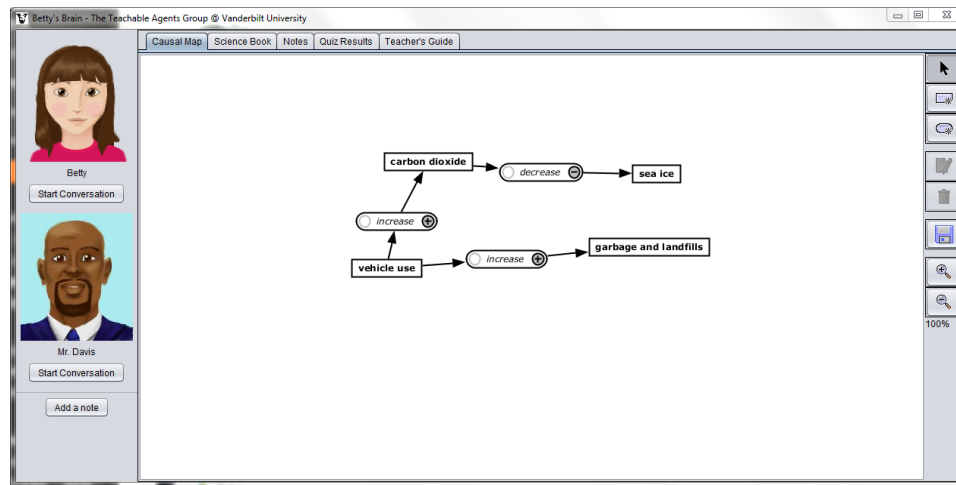 Betty's Brain - The Teachable Agents Group @ Vanderbilt University
Causal Map Science Book Notes Quiz Results Teacher's Guide
Betty
Start Conversation
Mr. Davis
Start Conversation
Add a note
carbon dioxide
decrease
sea ice
increase
garbage and landfills
vehicle use
increase
100%